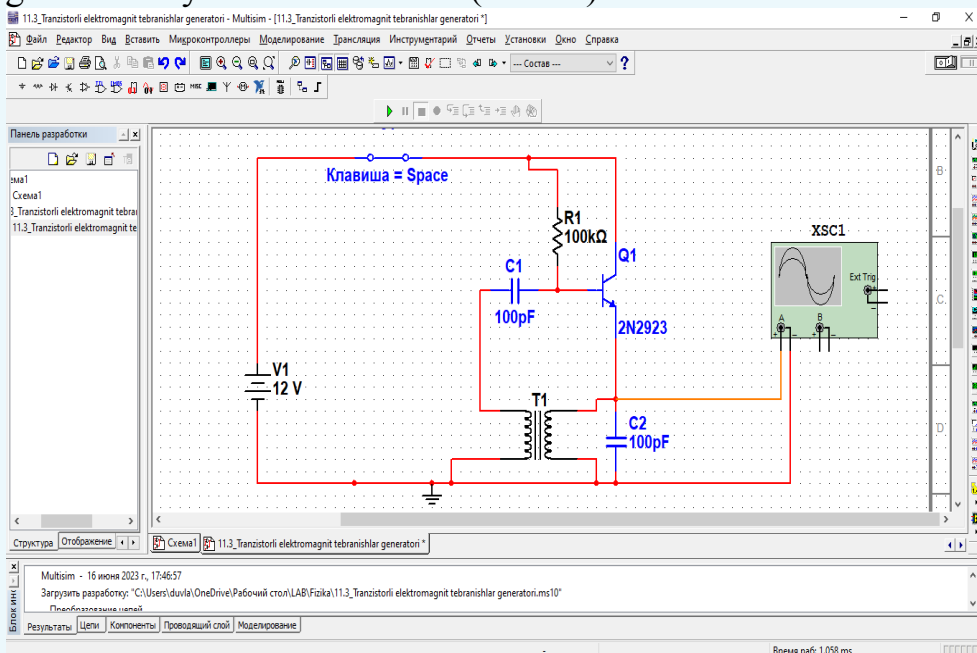 11.3_Tranzistorli elektromagnit tebranishlar generatori - Multisim - [11.3_Tranzistorli elektromagnit tebranishlar generatori *]
Файл Редактор Вид Вставить Микроконтроллеры Моделирование Трансляция Инструментарий Отчеты Установки Окно Справка
--- Состав --- ?
MISC
Панель разработки
Схема1
_Tranzistorli elektromagnit tebra
11.3_Tranzistorli elektromagnit te
Клавиша = Space
B
R1
100kΩ
XSC1
Q1
C1
Ext Trig
+
C
100pF
2N2923
A B
V1
12 V
T1
C2
D
100pF
Структура Отображение
Схема1 11.3_Tranzistorli elektromagnit tebranishlar generatori *
Multisim - 16 июня 2023 г., 17:46:57
Загрузить разработку: "C:\Users\duvla\OneDrive\Рабочий стол\LAB\Fizika\11.3_Tranzistorli elektromagnit tebranishlar generatori.ms10"
Преобразование цепей
Блок
Результаты Цепи Компоненты Проводящий слой Моделирование
-
Время раб: 1.058 ms